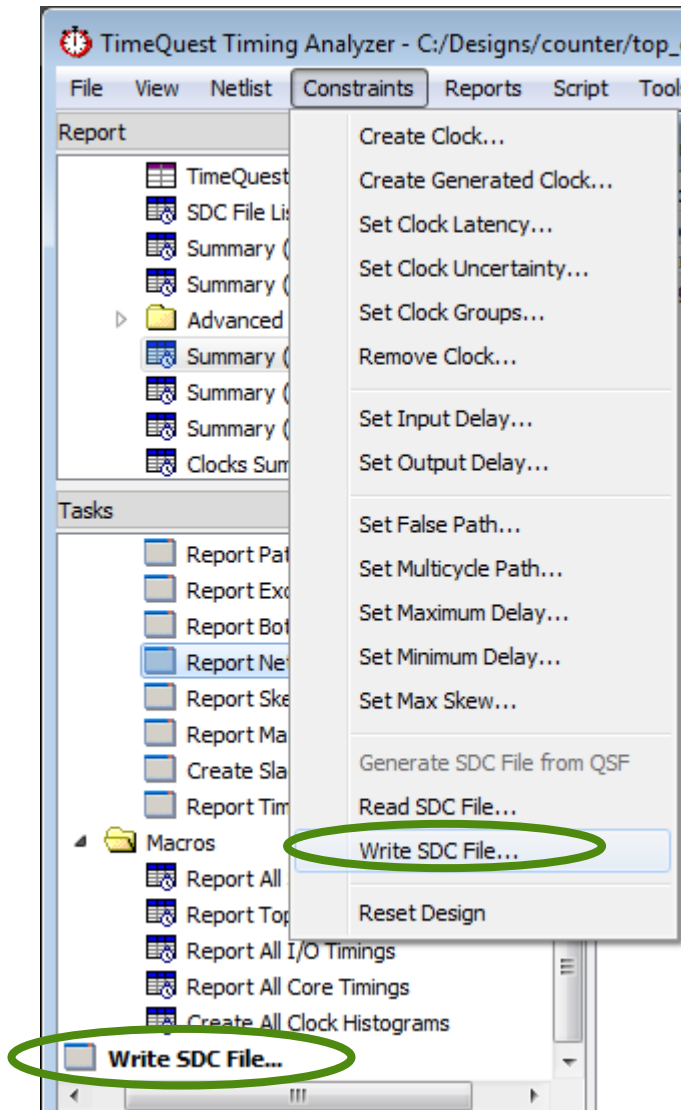 TimeQuest Timing Analyzer - C:/Designs/counter/top_
File View Netlist Constraints Reports Script Tool
Report
TimeQuest
SDC File Lis
Summary (
Summary (
Advanced
Summary (
Summary (
Summary (
Clocks Sum
Create Clock...
Create Generated Clock...
Set Clock Latency...
Set Clock Uncertainty...
Set Clock Groups...
Remove Clock...
Set Input Delay...
Set Output Delay...
Set False Path...
Set Multicycle Path...
Set Maximum Delay...
Set Minimum Delay...
Set Max Skew...
Generate SDC File from QSF
Read SDC File...
Write SDC File...
Reset Design
Tasks
Report Pat
Report Exc
Report Bot
Report Net
Report Ske
Report Ma
Create Sla
Report Tim
Macros
Report All
Report Top
Report All I/O Timings
Report All Core Timings
Create All Clock Histograms
Write SDC File...